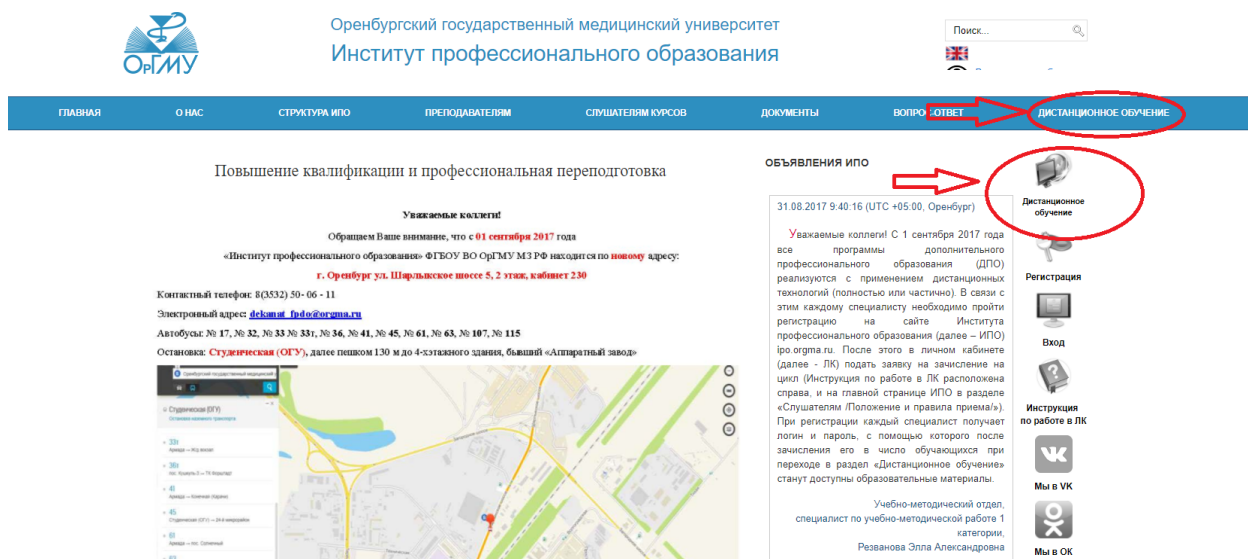 ОрГМУ
Оренбургский государственный медицинский университет
Институт профессионального образования
Поиск...
ГЛАВНАЯ
О НАС
СТРУКТУРА ИПО
ПРЕПОДАВАТЕЛЯМ
СЛУШАТЕЛЯМ КУРСОВ
ДОКУМЕНТЫ
ВОПРОС-ОТВЕТ
ДИСТАНЦИОННОЕ ОБУЧЕНИЕ
Повышение квалификации и профессиональная переподготовка
Уважаемые коллеги!
Обращаем Ваше внимание, что с 01 сентября 2017 года
«Институт профессионального образования» ФГБОУ ВО ОрГМУ МЗ РФ находится по новому адресу:
г. Оренбург ул. Шарлыкское шоссе 5, 2 этаж, кабинет 230
Контактный телефон: 8(3532) 50- 06 - 11
Электронный адрес: dekanat_fpdo@orgma.ru
Автобусы: № 17, № 32, № 33 № 33т, № 36, № 41, № 45, № 61, № 63, № 107, № 115
Остановка: Студенческая (ОГУ), далее пешком 130 м до 4-хэтажного здания, бывший «Аппаратный завод»
Студенческая (ОГУ)
33т
36т
41
45
61
ОБЪЯВЛЕНИЯ ИПО
31.08.2017 9:40:16 (UTC +05:00, Оренбург)
Уважаемые коллеги! С 1 сентября 2017 года
все программы дополнительного
профессионального образования (ДПО)
реализуются с применением дистанционных
технологий (полностью или частично). В связи с
этим каждому специалисту необходимо пройти
регистрацию на сайте Института
профессионального образования (далее – ИПО)
ipo.orgma.ru. После этого в личном кабинете
(далее - ЛК) подать заявку на зачисление на
цикл (Инструкция по работе в ЛК расположена
справа, и на главной странице ИПО в разделе
«Слушателям /Положение и правила приема/»).
При регистрации каждый специалист получает
логин и пароль, с помощью которого после
зачисления его в число обучающихся при
переходе в раздел «Дистанционное обучение»
станут доступны образовательные материалы.
Учебно-методический отдел,
специалист по учебно-методической работе 1
категории,
Резванова Элла Александровна
Дистанционное
обучение
Регистрация
Вход
Инструкция
по работе в ЛК
Мы в VK
Мы в ОК